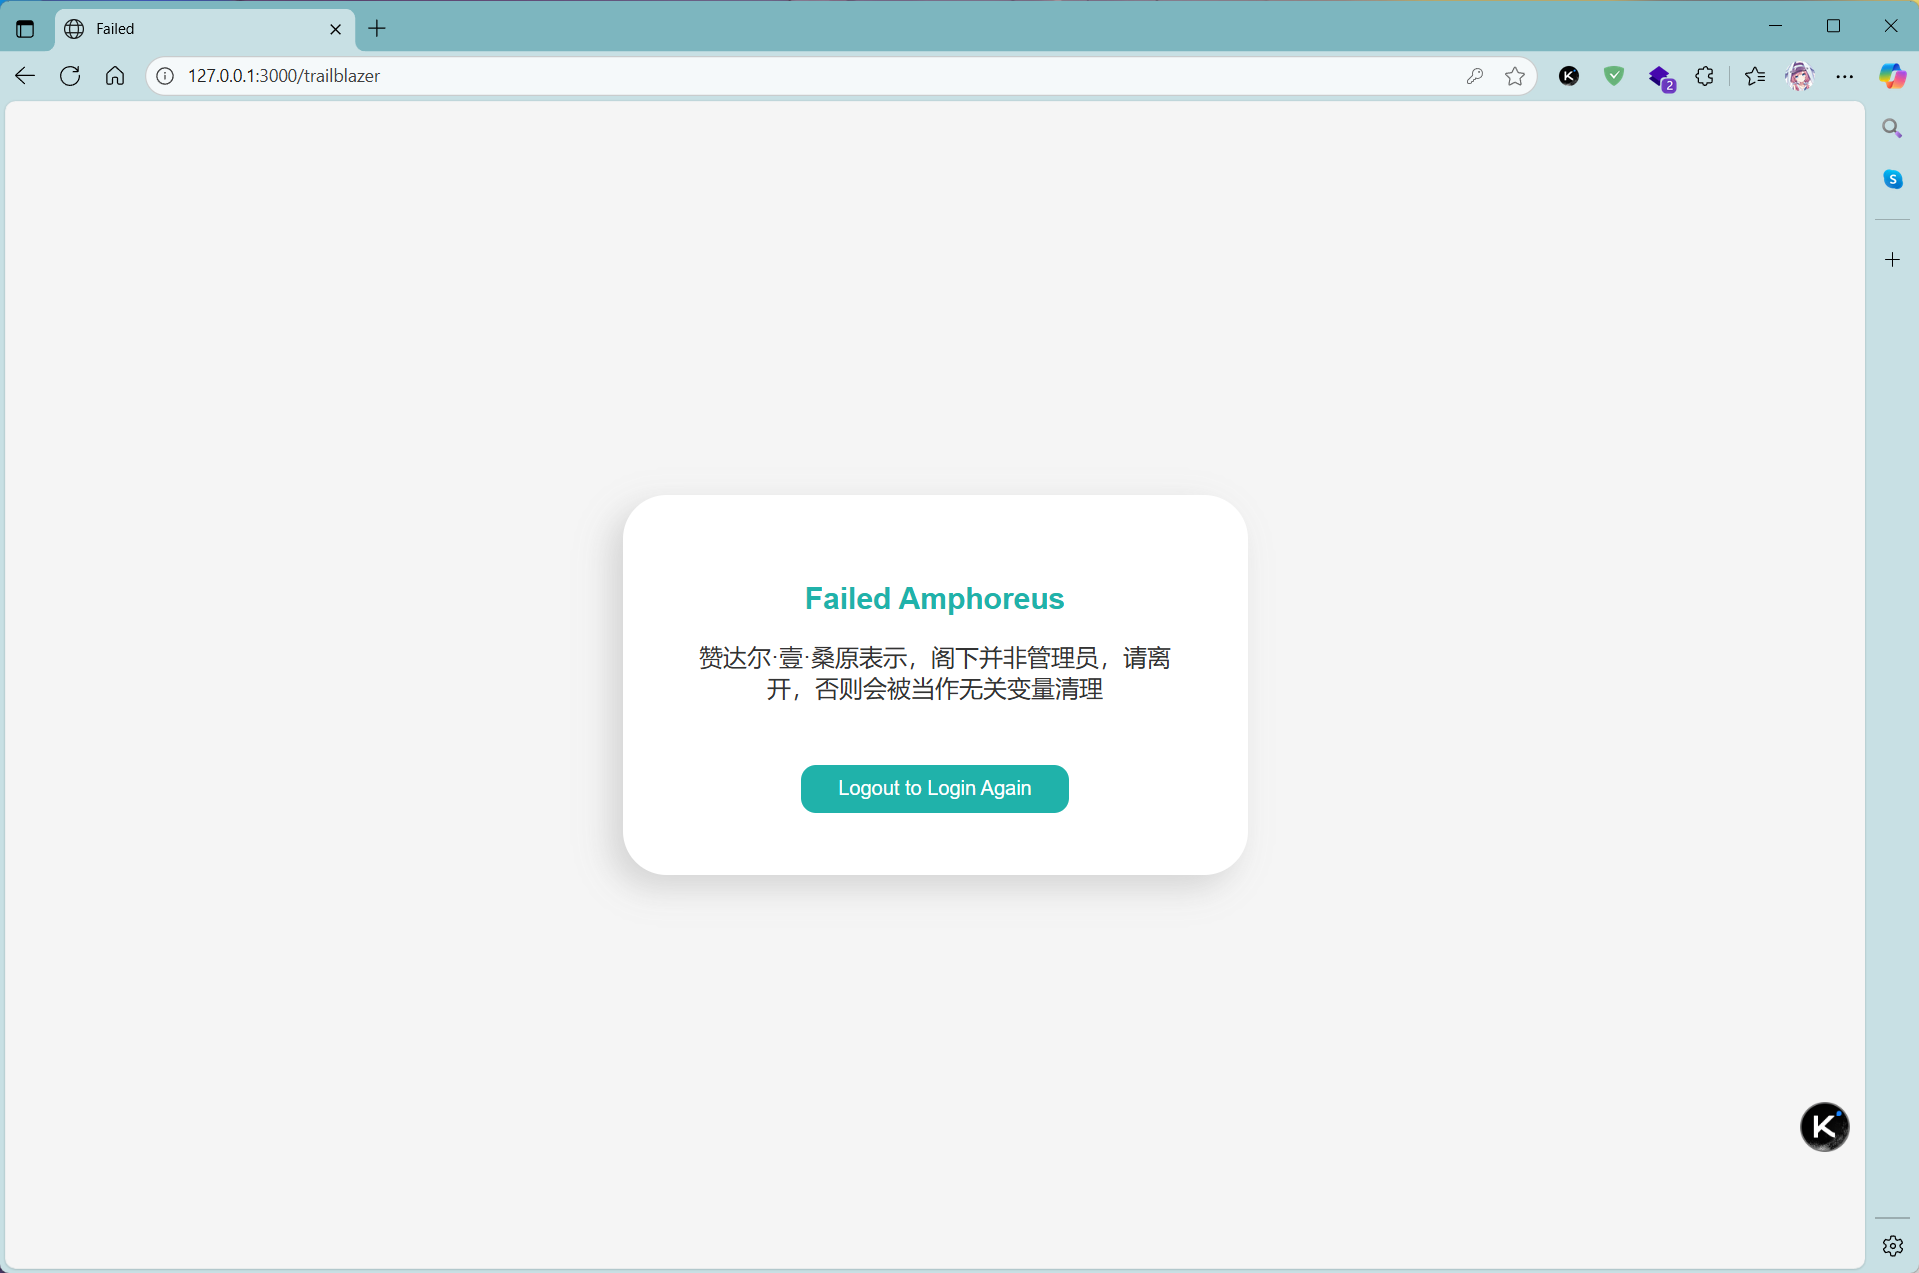 Failed
127.0.0.1:3000/trailblazer
2
S
Failed Amphoreus
赞达尔·壹·桑原表示，阁下并非管理员，请离
开，否则会被当作无关变量清理
Logout to Login Again
K